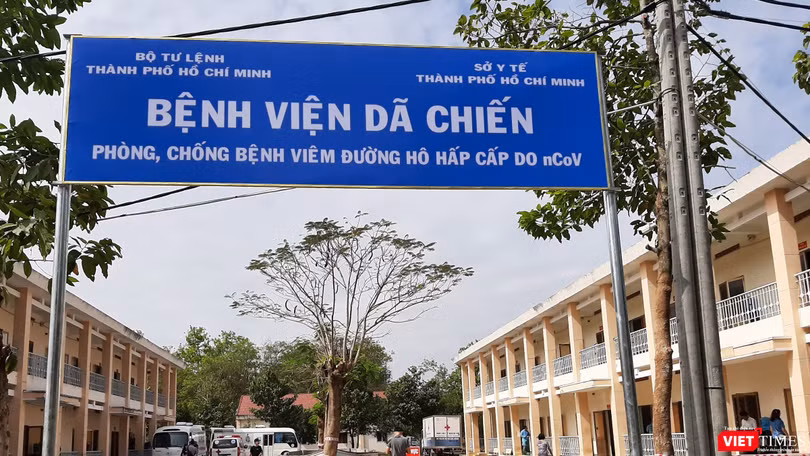 BỘ TƯ LỆNH
THÀNH PHỐ HỒ CHÍ MINH
SỞ Y TẾ
THÀNH PHỐ HỒ CHÍ MINH
BỆNH VIỆN DÃ CHIẾN
PHÒNG, CHỐNG BỆNH VIÊM ĐƯỜNG HÔ HẤP CẤP DO nCoV
VIETTIME